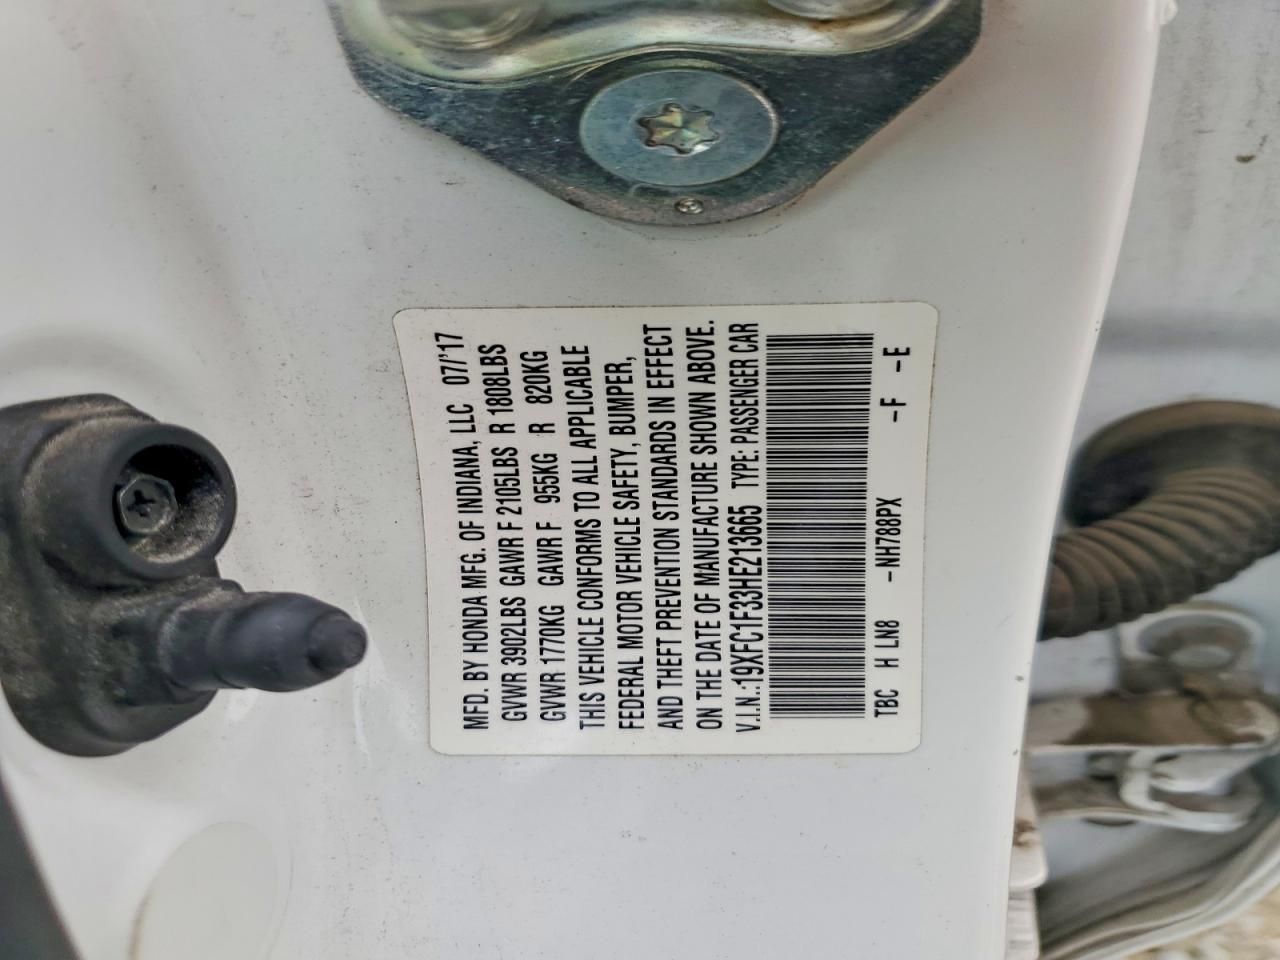 MFD. BY HONDA MFG. OF INDIANA, LLC 07/'17
GVWR 3902LBS GAWR F 2105LBS R 1808LBS
GVWR 1770KG GAWR F 955KG R 820KG
THIS VEHICLE CONFORMS TO ALL APPLICABLE
FEDERAL MOTOR VEHICLE SAFETY, BUMPER,
AND THEFT PREVENTION STANDARDS IN EFFECT
ON THE DATE OF MANUFACTURE SHOWN ABOVE.
V.I.N.:19XFC1F33HE213665 TYPE: PASSENGER CAR
TBC H LN8 -NH788PX -F -E